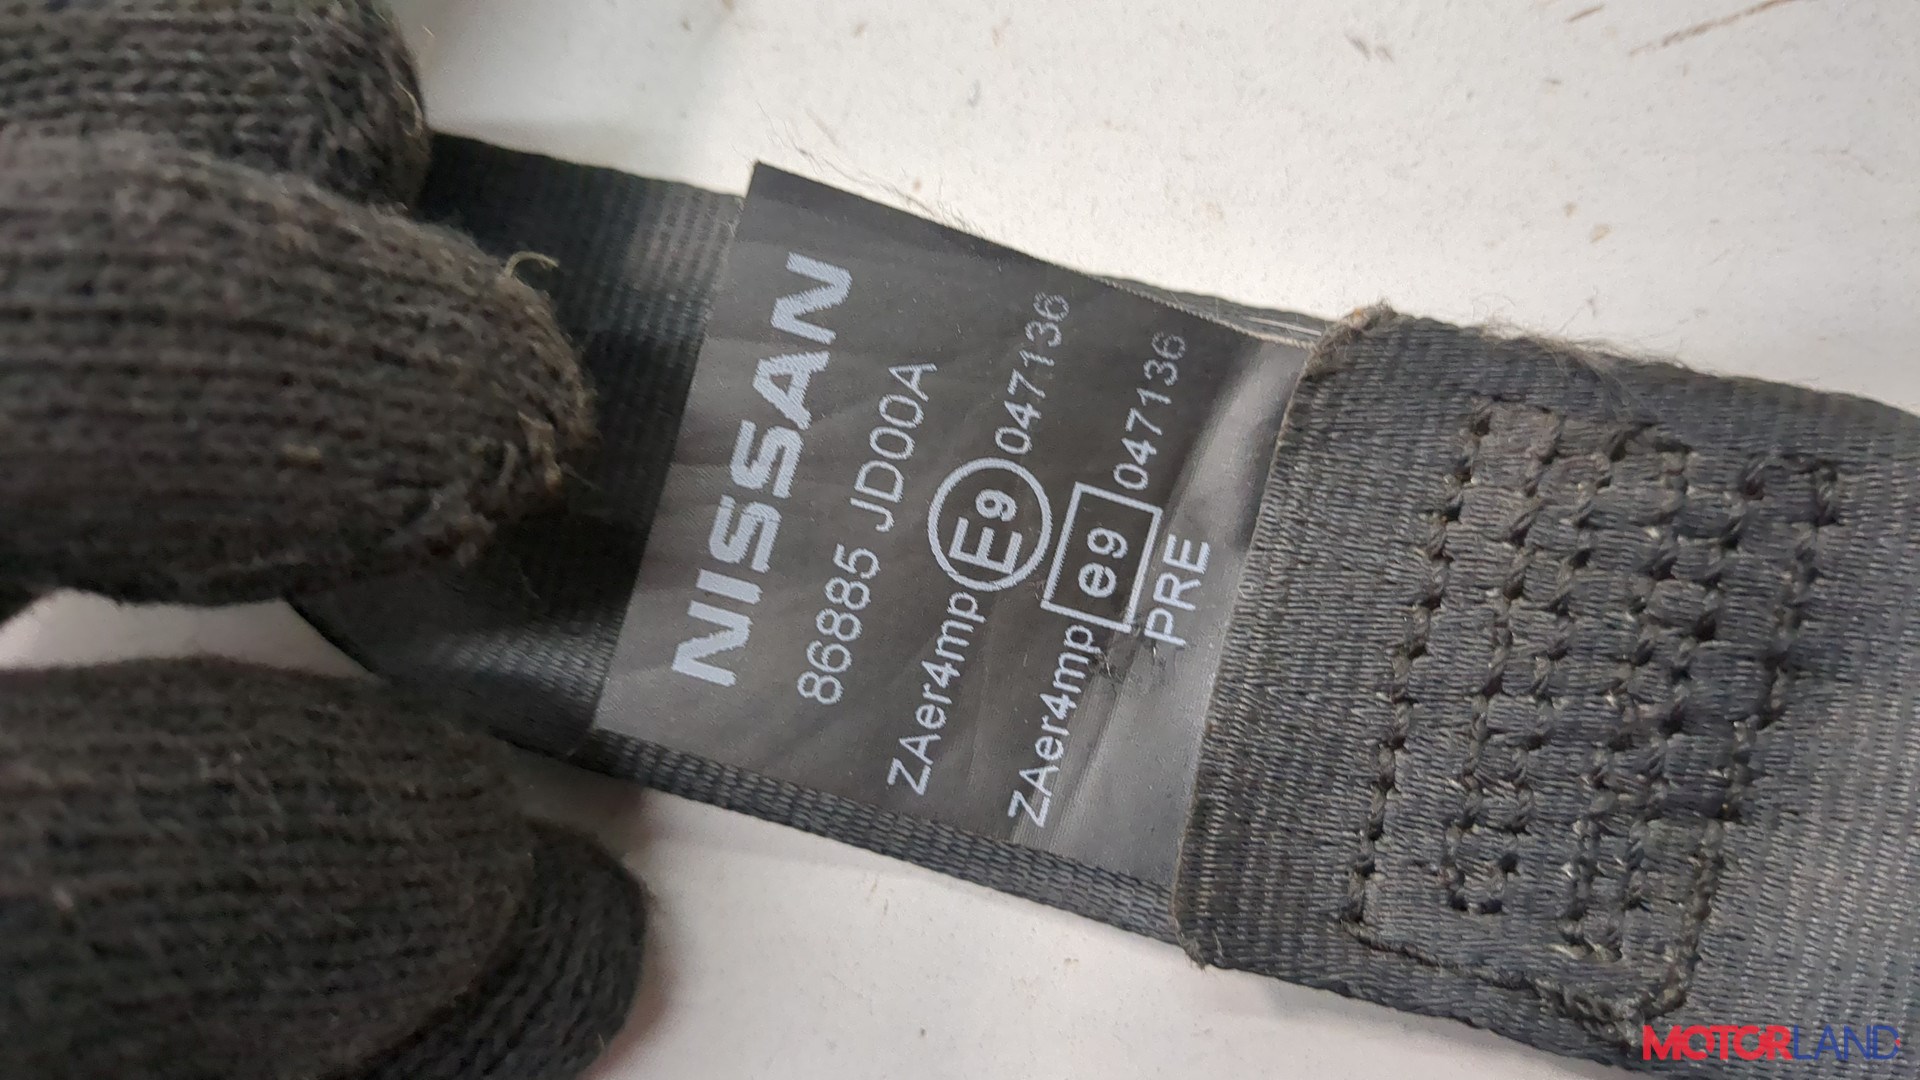 NISSAN
86885 JD00A
ZAer4mp E9 047136
ZAer4mp e9 047136
PRE
MOTORLAND